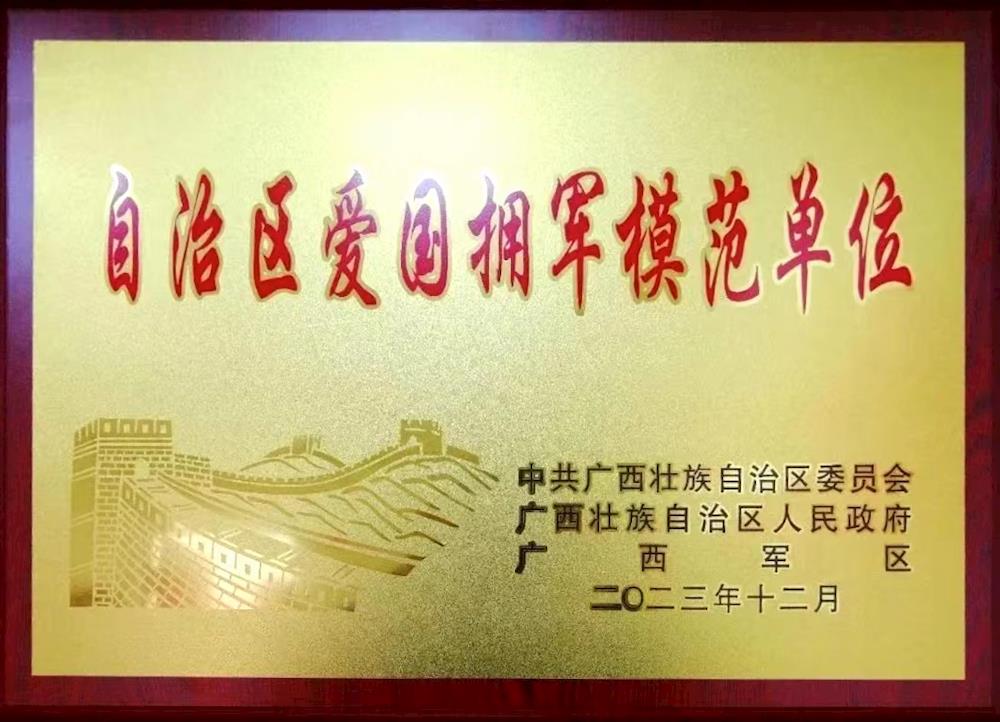 自治区爱国拥军模范单位
中共广西壮族自治区委员会
广西壮族自治区人民政府
广西军区
二〇二三年十二月